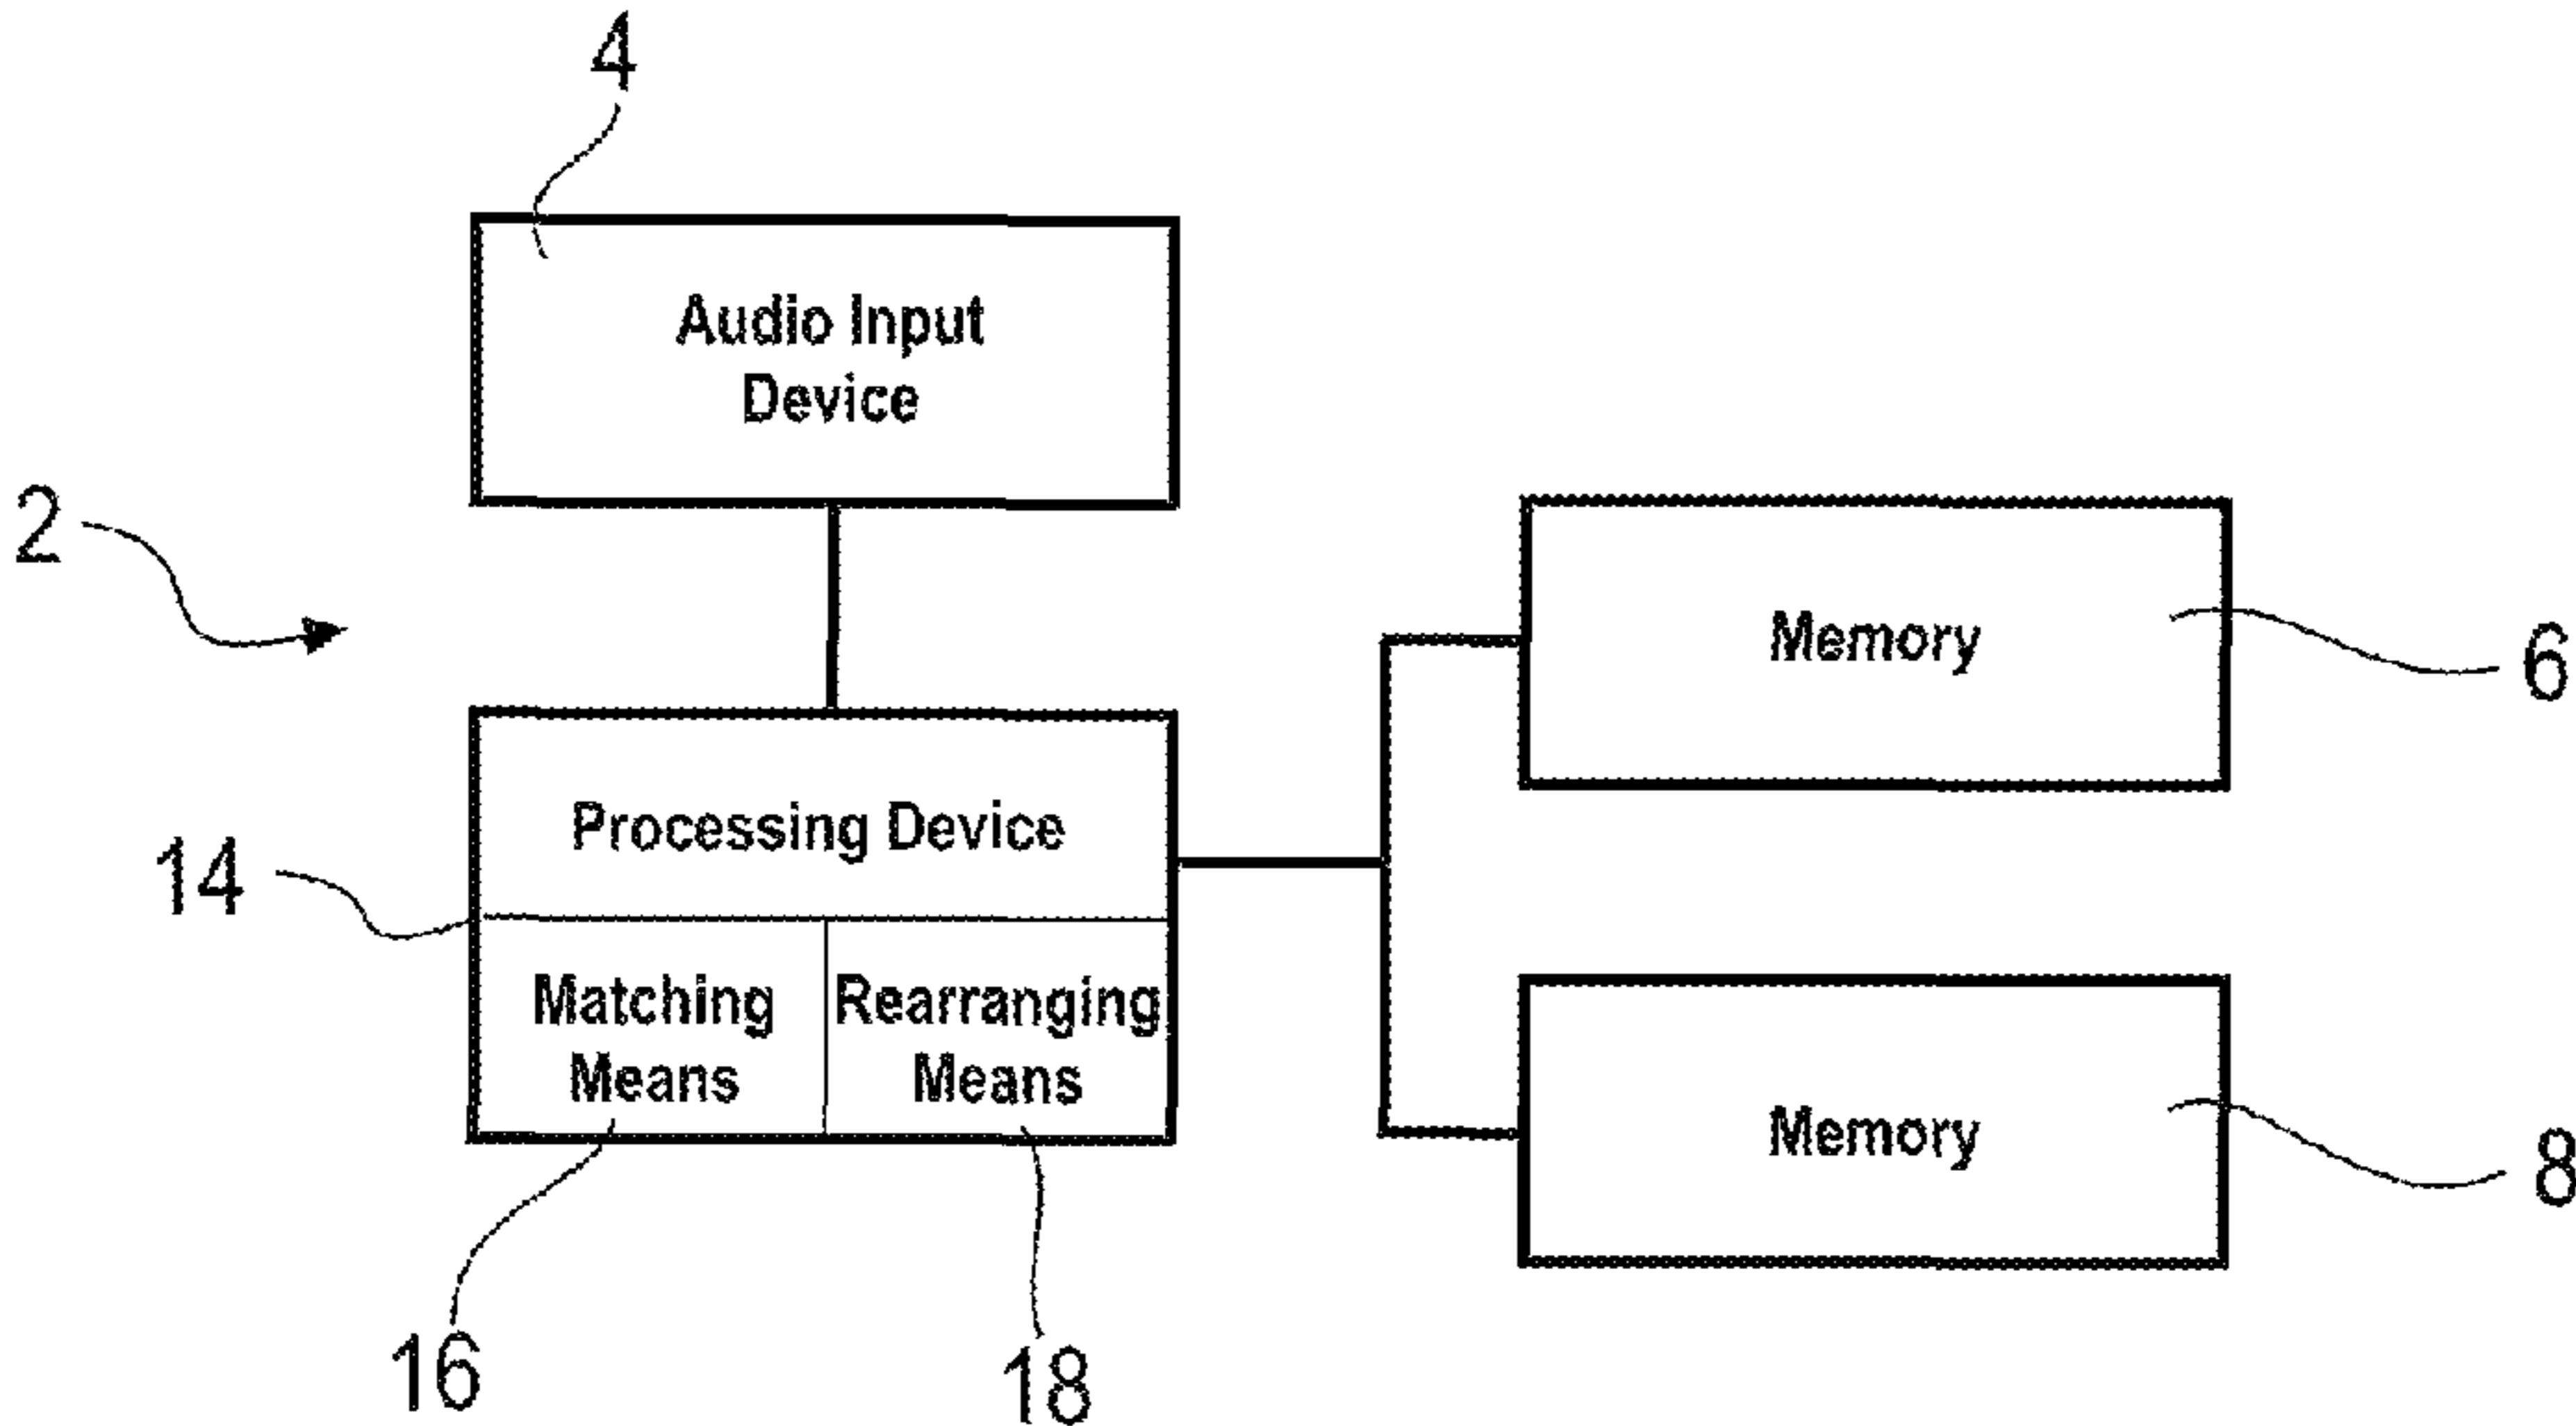 4
Audio Input
Device
2
Memory
6
Processing Device
14
Matching
Means
Rearranging
Means
Memory
8
16
18